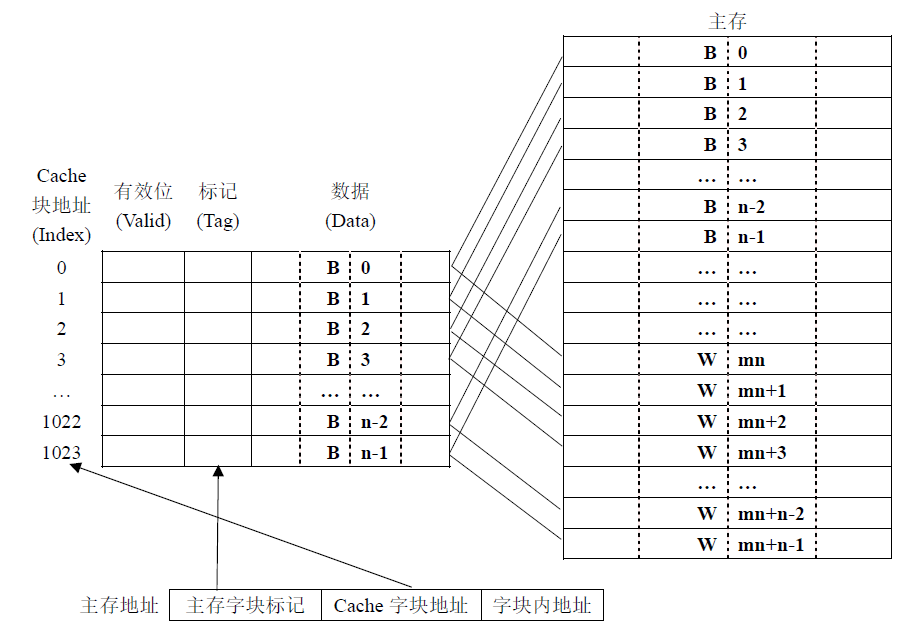 主存
B 0
B 1
B 2
B 3
... ...
B n-2
B n-1
... ...
... ...
... ...
W mn
W mn+1
W mn+2
W mn+3
... ...
W mn+n-2
W mn+n-1
Cache
块地址
(Index)
有效位
(Valid)
标记
(Tag)
数据
(Data)
0 B 0
1 B 1
2 B 2
3 B 3
... ... ...
1022 B n-2
1023 B n-1
主存地址 主存字块标记 Cache 字块地址 字块内地址